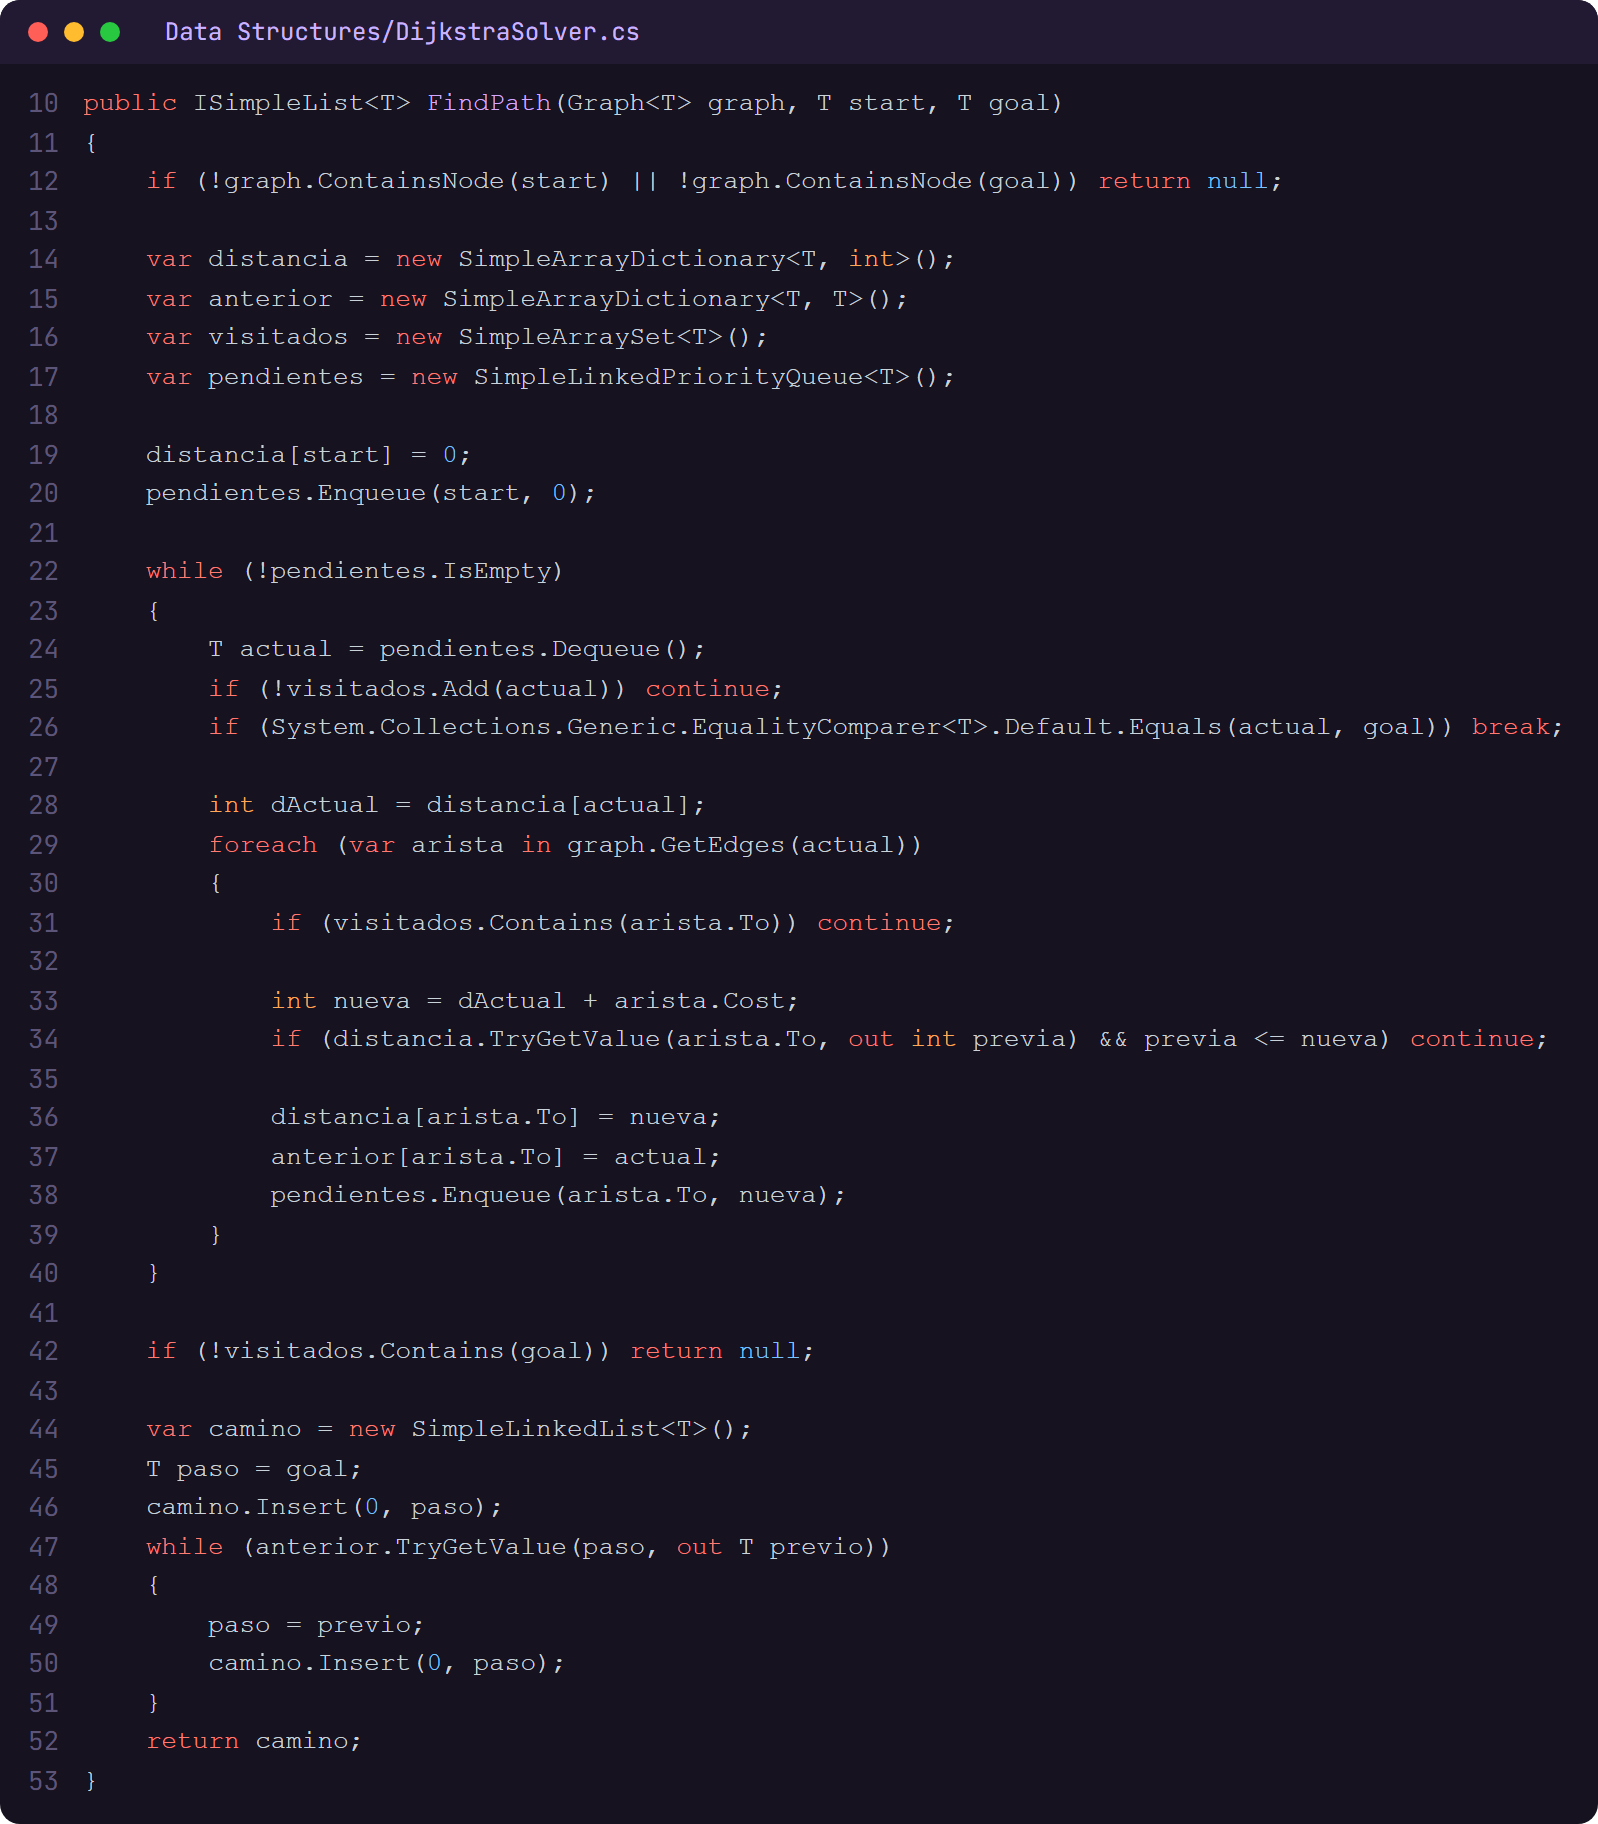 Data Structures/DijkstraSolver.cs
10 public ISimpleList<T> FindPath(Graph<T> graph, T start, T goal)
11 {
12     if (!graph.ContainsNode(start) || !graph.ContainsNode(goal)) return null;
13
14     var distancia = new SimpleArrayDictionary<T, int>();
15     var anterior = new SimpleArrayDictionary<T, T>();
16     var visitados = new SimpleArraySet<T>();
17     var pendientes = new SimpleLinkedPriorityQueue<T>();
18
19     distancia[start] = 0;
20     pendientes.Enqueue(start, 0);
21
22     while (!pendientes.IsEmpty)
23     {
24         T actual = pendientes.Dequeue();
25         if (!visitados.Add(actual)) continue;
26         if (System.Collections.Generic.EqualityComparer<T>.Default.Equals(actual, goal)) break;
27
28         int dActual = distancia[actual];
29         foreach (var arista in graph.GetEdges(actual))
30         {
31             if (visitados.Contains(arista.To)) continue;
32
33             int nueva = dActual + arista.Cost;
34             if (distancia.TryGetValue(arista.To, out int previa) && previa <= nueva) continue;
35
36             distancia[arista.To] = nueva;
37             anterior[arista.To] = actual;
38             pendientes.Enqueue(arista.To, nueva);
39         }
40     }
41
42     if (!visitados.Contains(goal)) return null;
43
44     var camino = new SimpleLinkedList<T>();
45     T paso = goal;
46     camino.Insert(0, paso);
47     while (anterior.TryGetValue(paso, out T previo))
48     {
49         paso = previo;
50         camino.Insert(0, paso);
51     }
52     return camino;
53 }